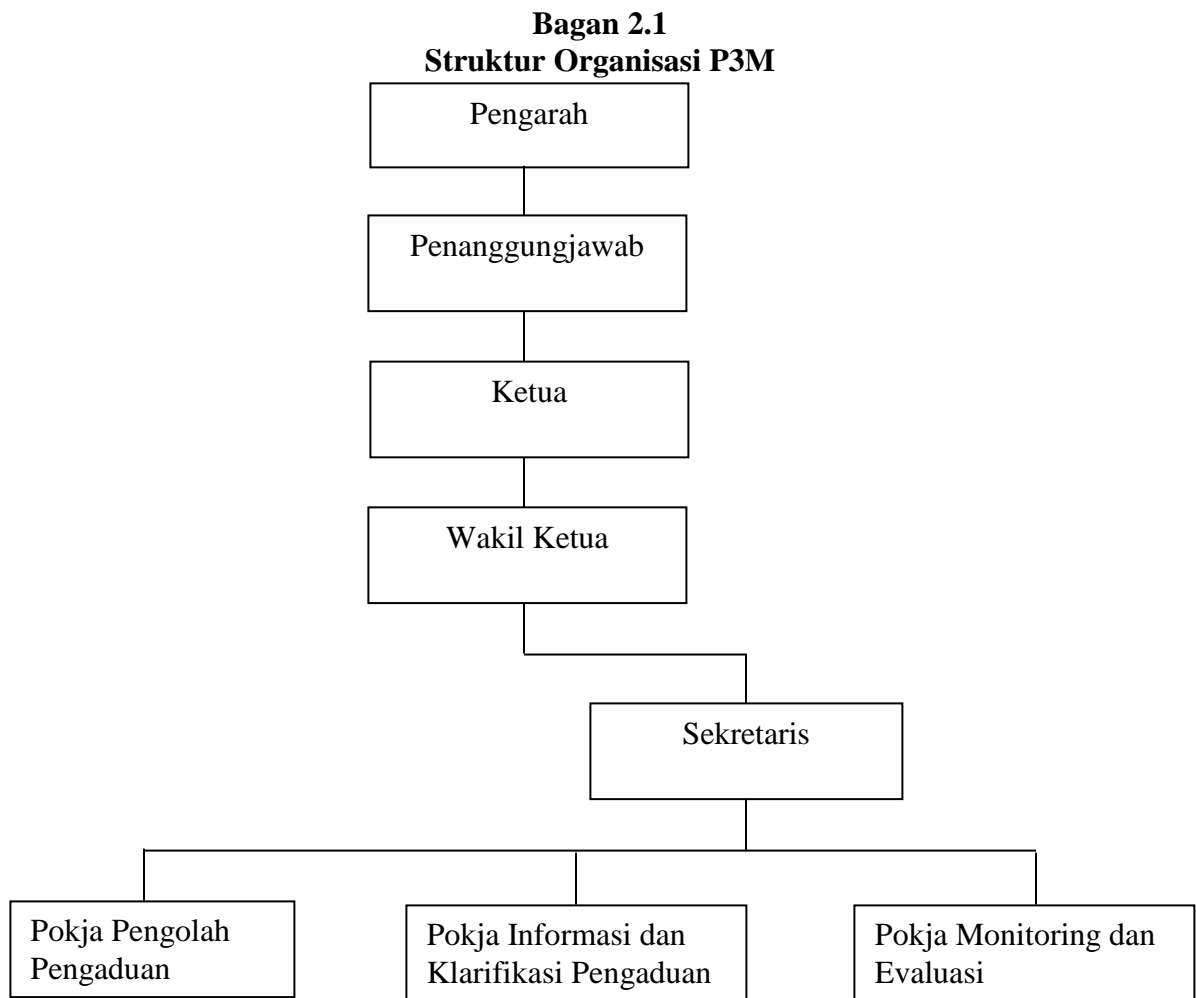 Bagan 2.1
Struktur Organisasi P3M
Pengarah
Penanggungjawab
Ketua
Wakil Ketua
Sekretaris
Pokja Pengolah
Pengaduan
Pokja Informasi dan
Klarifikasi Pengaduan
Pokja Monitoring dan
Evaluasi